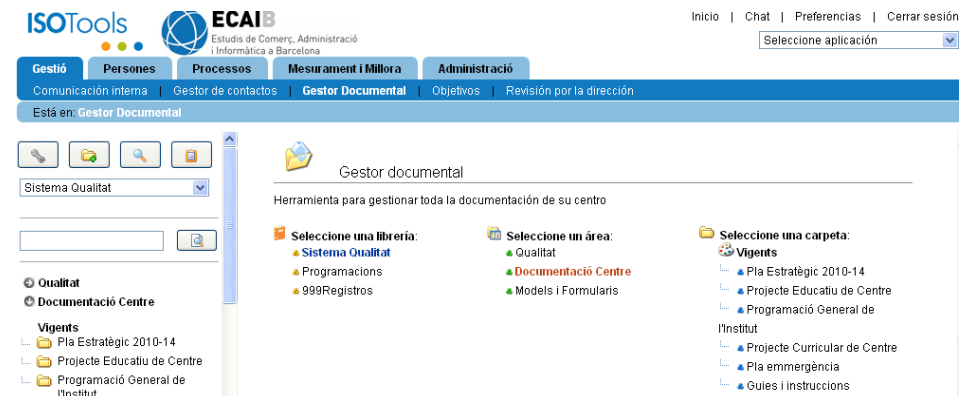 ISOTools
ECAIB
Estudis de Comerç, Administració
i Informàtica a Barcelona
Inicio | Chat | Preferencias | Cerrar sesión
Seleccione aplicación
Gestió Persones Processos Mesurament i Millora Administració
Comunicación interna | Gestor de contactos | Gestor Documental | Objetivos | Revisión por la dirección
Está en: Gestor Documental
Sistema Qualitat
Qualitat
Documentació Centre
Vigents
Pla Estratègic 2010-14
Projecte Educatiu de Centre
Programació General de
l'Institut
Gestor documental
Herramienta para gestionar toda la documentación de su centro
Seleccione una librería:
Sistema Qualitat
Programacions
999Registros
Seleccione un área:
Qualitat
Documentació Centre
Models i Formularis
Seleccione una carpeta:
Vigents
Pla Estratègic 2010-14
Projecte Educatiu de Centre
Programació General de
l'Institut
Projecte Curricular de Centre
Pla emmergència
Guies i instruccions